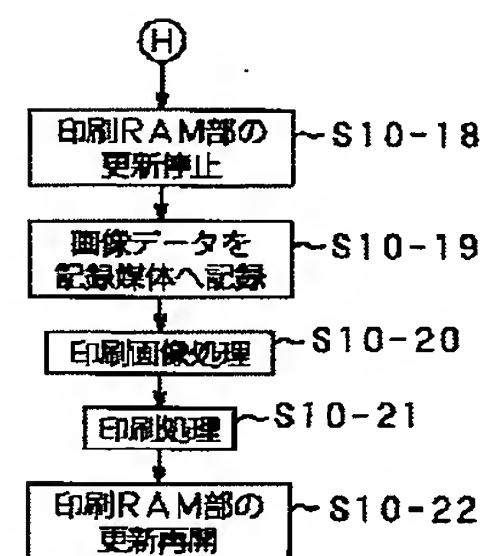 H
印刷RAM部の
更新停止
~S10-18
画像データを
記録媒体へ記録
~S10-19
印刷画像処理
~S10-20
印刷処理
~S10-21
印刷RAM部の
更新再開
~S10-22